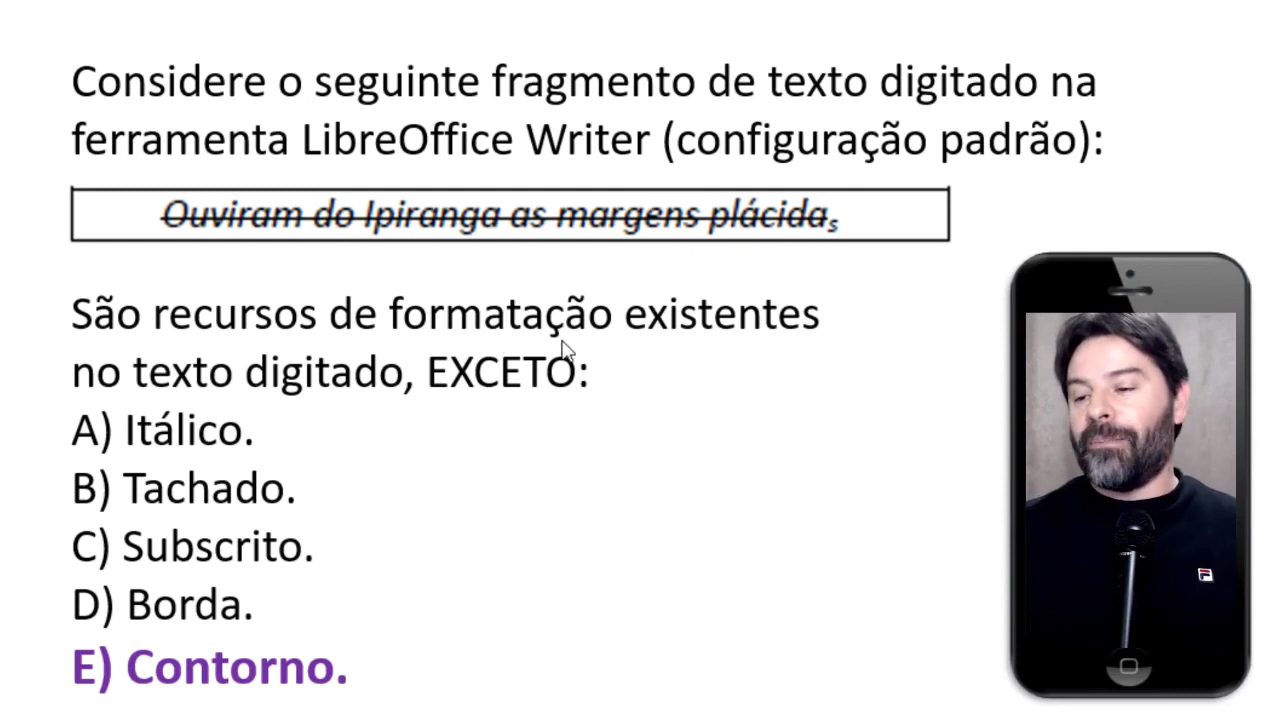 Considere o seguinte fragmento de texto digitado na
ferramenta LibreOffice Writer (configuração padrão):
Ouviram do Ipiranga as margens plácidas
São recursos de formatação existentes
no texto digitado, EXCETO:
A) Itálico.
B) Tachado.
C) Subscrito.
D) Borda.
E) Contorno.